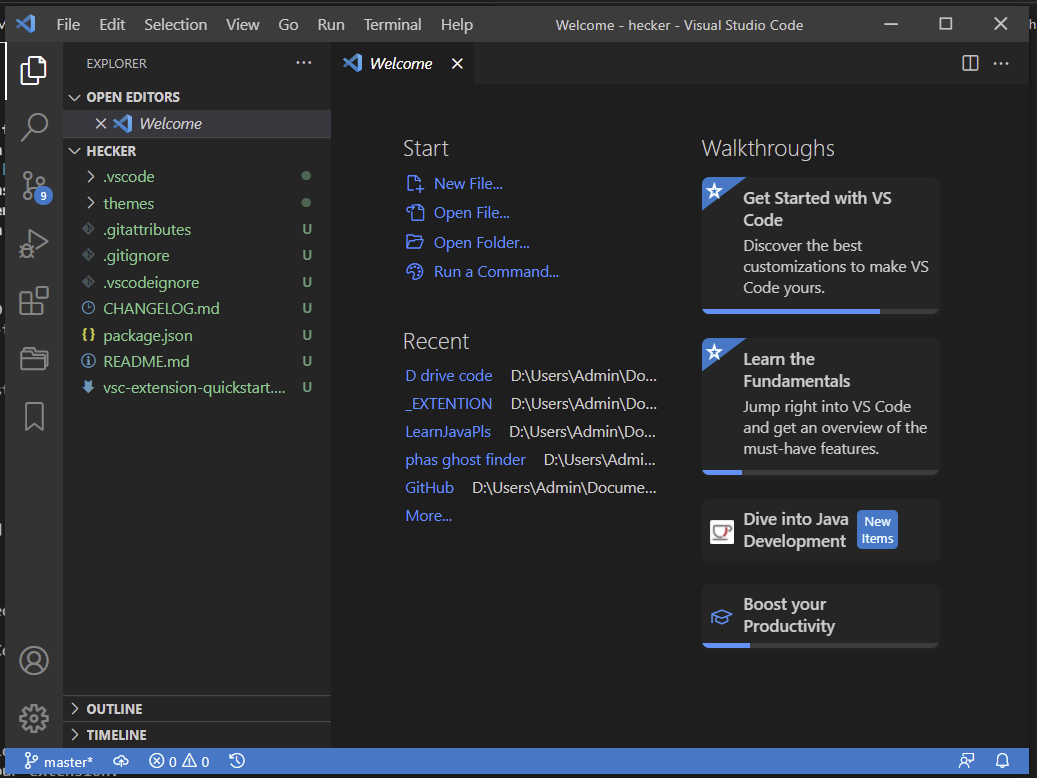 File Edit Selection View Go Run Terminal Help Welcome - hecker - Visual Studio Code
EXPLORER
Welcome
OPEN EDITORS
Welcome
HECKER
.vscode
themes
.gitattributes U
.gitignore U
.vscodeignore U
CHANGELOG.md U
package.json U
README.md U
vsc-extension-quickstart.... U
OUTLINE
TIMELINE
9
Start
New File...
Open File...
Open Folder...
Run a Command...
Recent
D drive code D:\Users\Admin\Do...
_EXTENTION D:\Users\Admin\Do...
LearnJavaPls D:\Users\Admin\Do...
phas ghost finder D:\Users\Admi...
GitHub D:\Users\Admin\Docume...
More...
Walkthroughs
Get Started with VS
Code
Discover the best
customizations to make VS
Code yours.
Learn the
Fundamentals
Jump right into VS Code
and get an overview of the
must-have features.
Dive into Java
Development
New
Items
Boost your
Productivity
master* 0 0